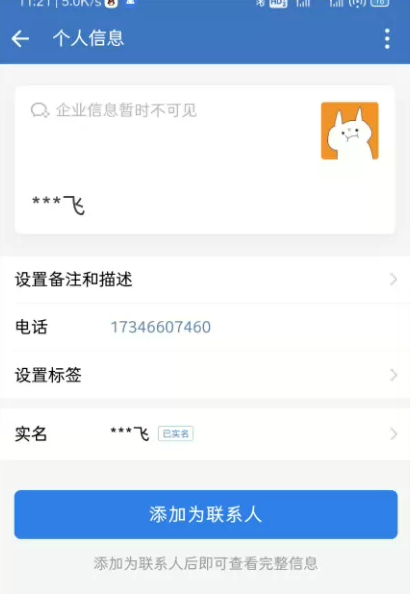 11:21 5.0K/s
个人信息
企业信息暂时不可见
***飞
设置备注和描述
电话 17346607460
设置标签
实名 ***飞 已实名
添加为联系人
添加为联系人后即可查看完整信息